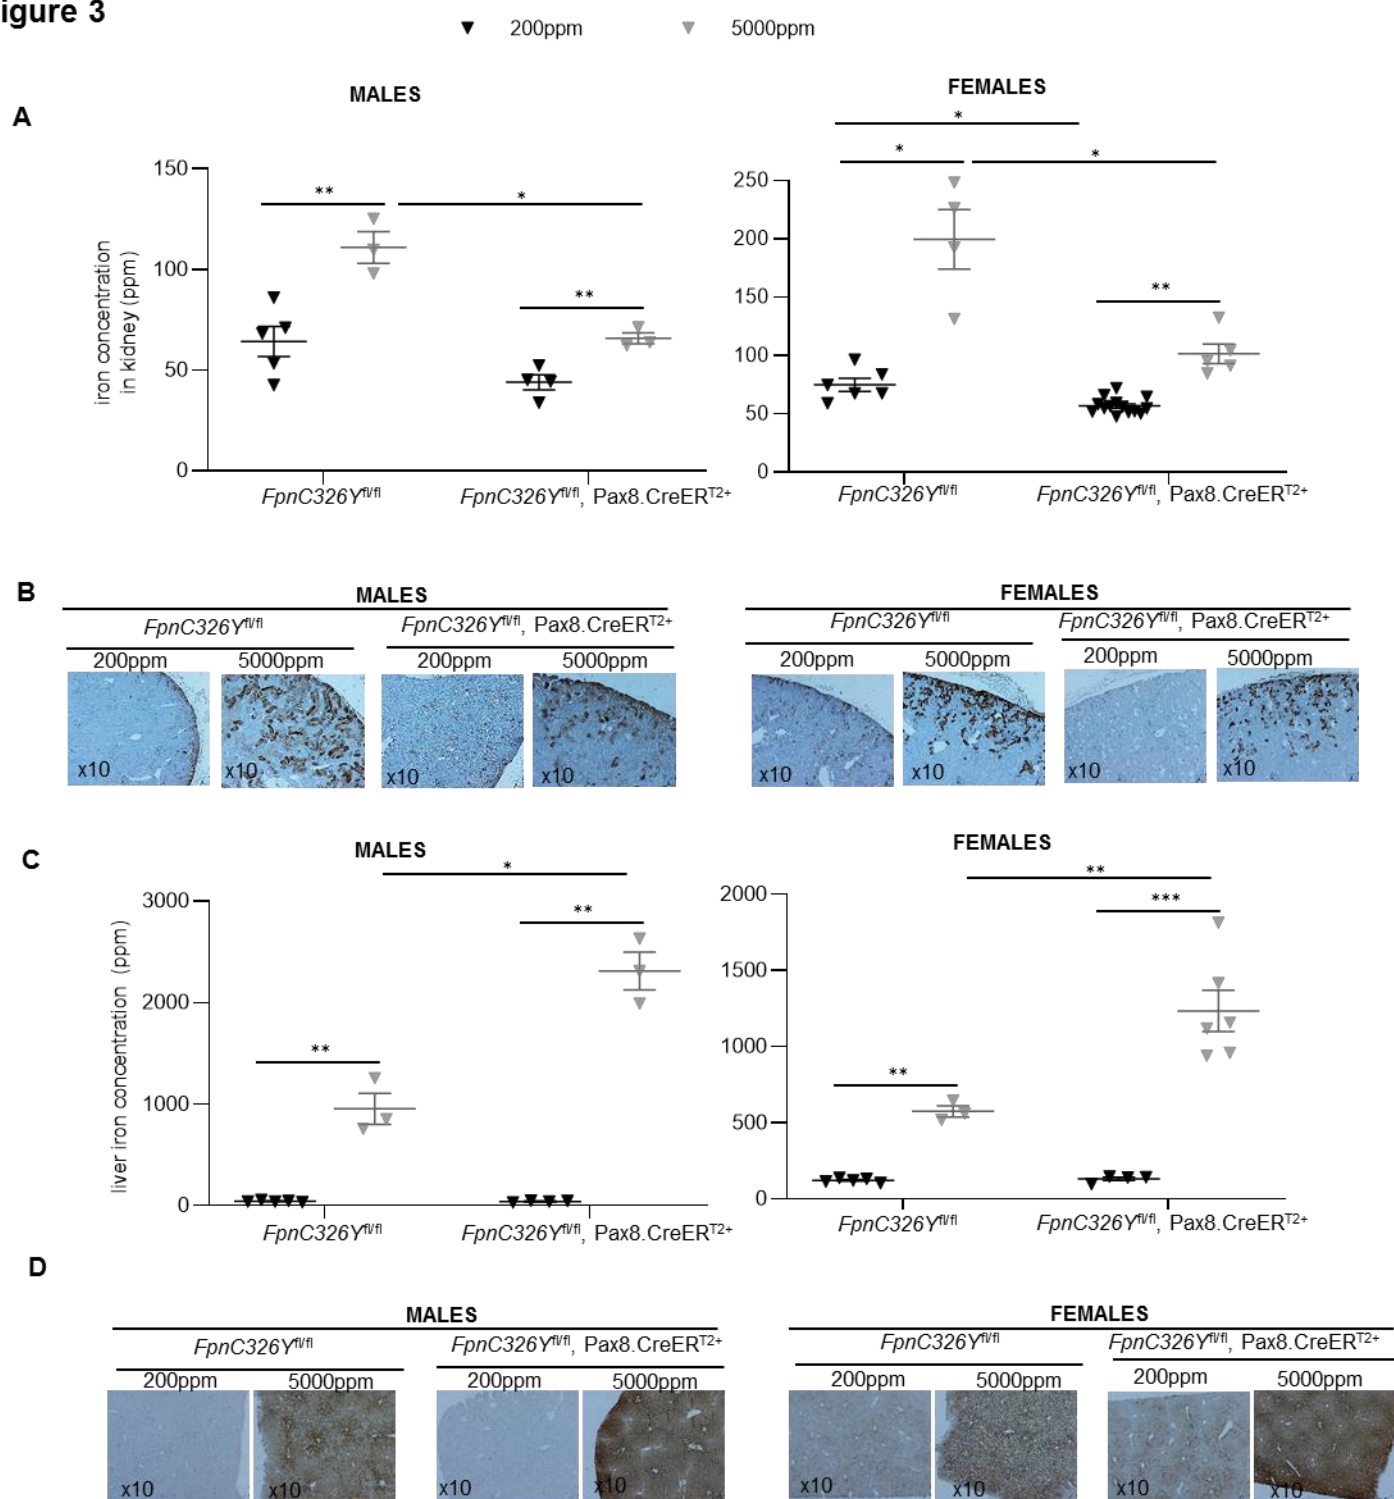 igure 3
▼ 200ppm ▼ 5000ppm
A
MALES
FEMALES
iron concentration
in kidney (ppm)
150
100
50
0
** * **
FpnC326Yfl/fl FpnC326Yfl/fl, Pax8.CreERT2+
250
200
150
100
50
0
*
* *
**
FpnC326Yfl/fl FpnC326Yfl/fl, Pax8.CreERT2+
B
MALES
FpnC326Yfl/fl FpnC326Yfl/fl, Pax8.CreERT2+
200ppm 5000ppm 200ppm 5000ppm
x10 x10 x10 x10
FEMALES
FpnC326Yfl/fl FpnC326Yfl/fl, Pax8.CreERT2+
200ppm 5000ppm 200ppm 5000ppm
x10 x10 x10 x10
C
MALES
FEMALES
liver iron concentration (ppm)
3000
2000
1000
0
*
**
**
FpnC326Yfl/fl FpnC326Yfl/fl, Pax8.CreERT2+
2000
1500
1000
500
0
**
***
**
FpnC326Yfl/fl FpnC326Yfl/fl, Pax8.CreERT2+
D
MALES
FpnC326Yfl/fl FpnC326Yfl/fl, Pax8.CreERT2+
200ppm 5000ppm 200ppm 5000ppm
x10 x10 x10 x10
FEMALES
FpnC326Yfl/fl FpnC326Yfl/fl, Pax8.CreERT2+
200ppm 5000ppm 200ppm 5000ppm
x10 x10 x10 x10